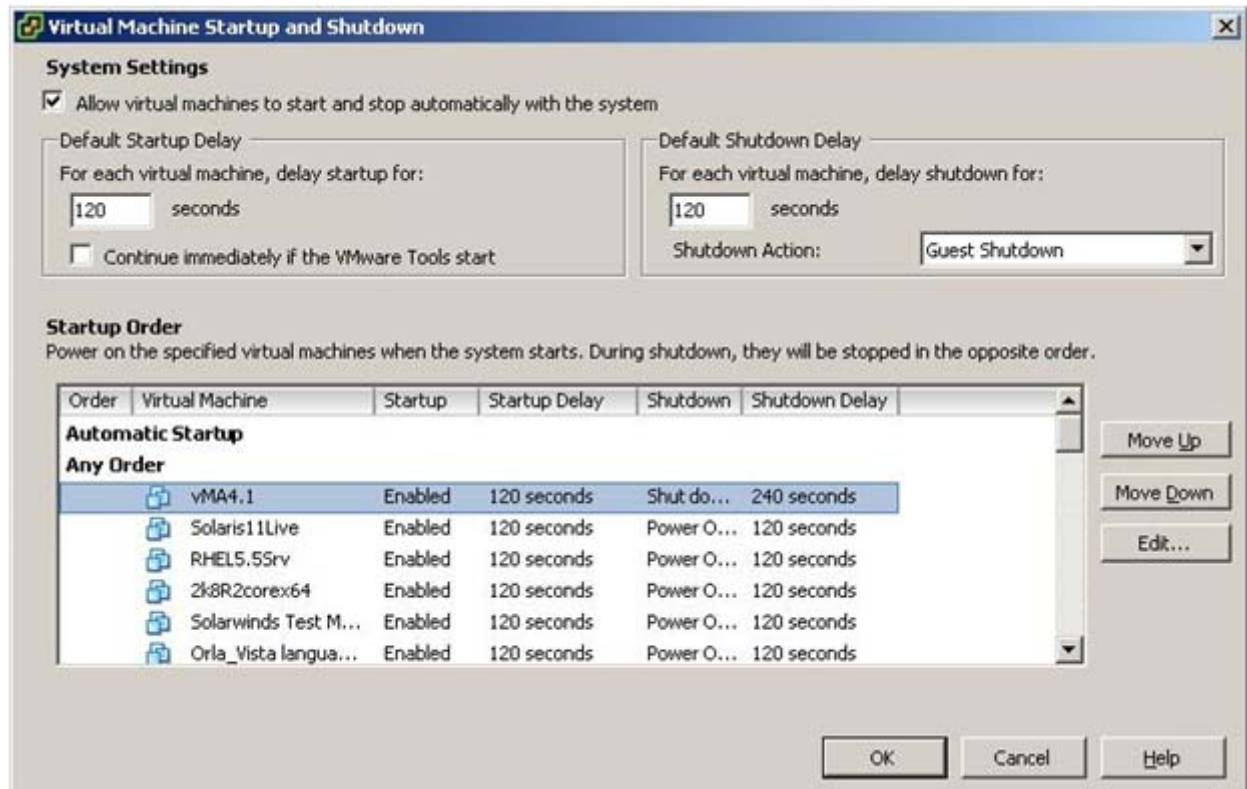 Virtual Machine Startup and Shutdown
System Settings
Allow virtual machines to start and stop automatically with the system
Default Startup Delay
For each virtual machine, delay startup for:
120 seconds
Continue immediately if the VMware Tools start
Default Shutdown Delay
For each virtual machine, delay shutdown for:
120 seconds
Shutdown Action: Guest Shutdown
Startup Order
Power on the specified virtual machines when the system starts. During shutdown, they will be stopped in the opposite order.
Order Virtual Machine Startup Startup Delay Shutdown Shutdown Delay
Automatic Startup
Any Order
vMA4.1 Enabled 120 seconds Shut do... 240 seconds
Solaris11Live Enabled 120 seconds Power O... 120 seconds
RHEL5.5Srv Enabled 120 seconds Power O... 120 seconds
2k8R2corex64 Enabled 120 seconds Power O... 120 seconds
Solarwinds Test M... Enabled 120 seconds Power O... 120 seconds
Orla_Vista langua... Enabled 120 seconds Power O... 120 seconds
Move Up
Move Down
Edit...
OK Cancel Help